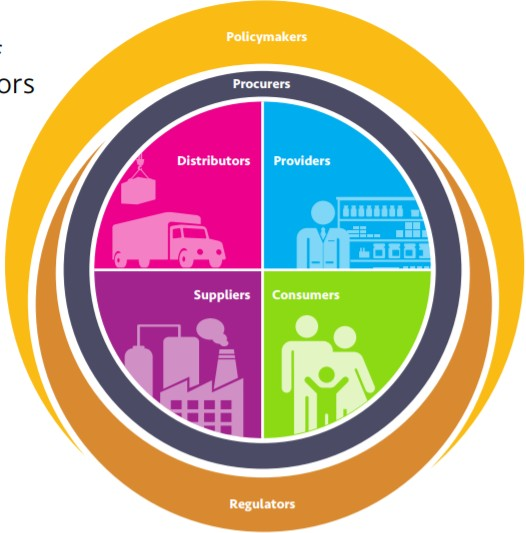 ors
Policymakers
Procurers
Distributors
Providers
Suppliers
Consumers
Regulators